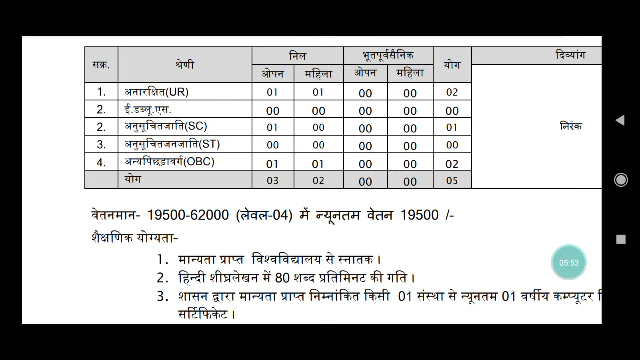 सक्र. श्रेणी निल भूतपूर्वसैनिक योग दिव्यांग
ओपन महिला ओपन महिला
1. अनारक्षित(UR) 01 01 00 00 02
2. ई.डब्लू.एस. 00 00 00 00 00
2. अनुसूचितजाति(SC) 01 00 00 00 01 निरंक
3. अनुसूचितजनजाति(ST) 00 00 00 00 00
4. अन्यपिछड़ावर्ग(OBC) 01 01 00 00 02
योग 03 02 00 00 05
वेतनमान- 19500-62000 (लेवल-04) में न्यूनतम वेतन 19500 /-
शैक्षणिक योग्यता-
1. मान्यता प्राप्त विश्वविद्यालय से स्नातक।
2. हिन्दी शीघ्रलेखन में 80 शब्द प्रतिमिनट की गति।
3. शासन द्वारा मान्यता प्राप्त निम्नांकित किसी 01 संस्था से न्यूनतम 01 वर्षीय कम्प्यूटर
सर्टिफिकेट।
05:53